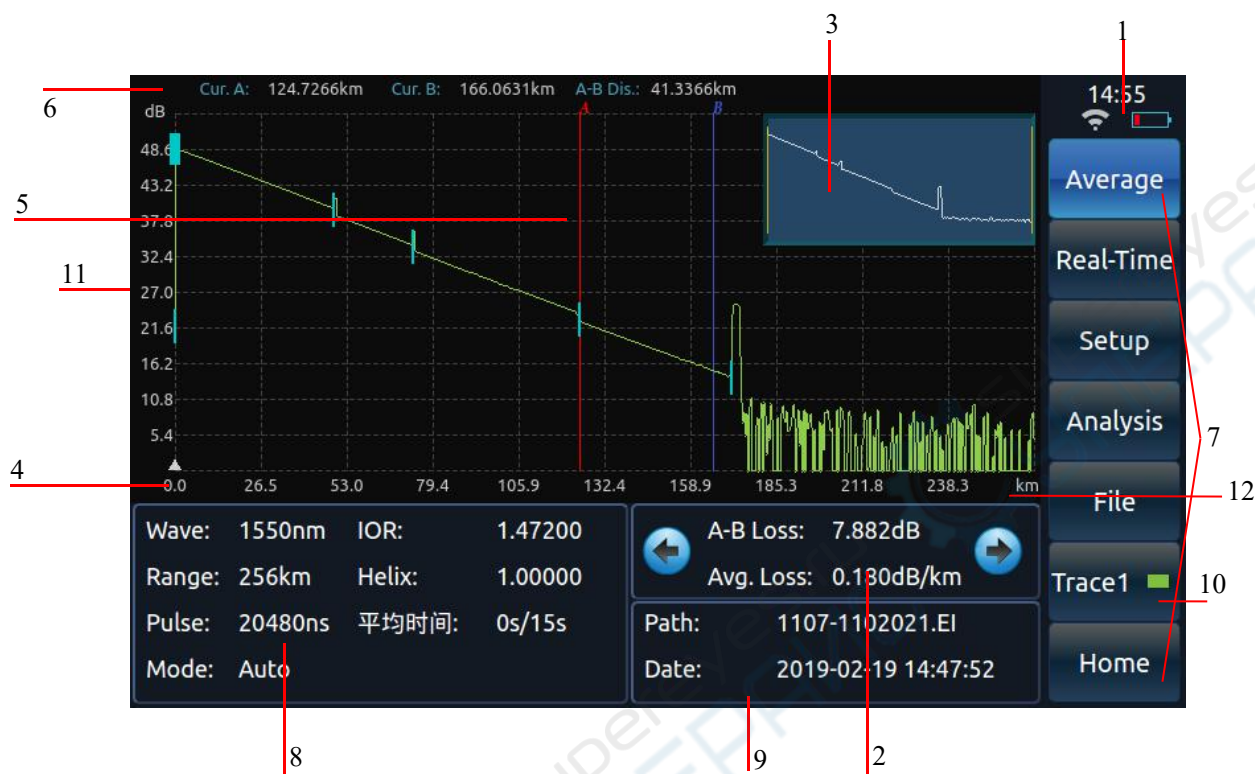 3
1
6
Cur. A: 124.7266km Cur. B: 166.0631km A-B Dis.: 41.3366km
14:55
dB
A
B
48.6
43.2
37.8
32.4
27.0
21.6
16.2
10.8
5.4
5
11
4
0.0 26.5 53.0 79.4 105.9 132.4 158.9 185.3 211.8 238.3 km
12
Average
Real-Time
Setup
Analysis
7
File
Trace1
10
Home
Wave: 1550nm IOR: 1.47200
Range: 256km Helix: 1.00000
Pulse: 20480ns 平均时间: 0s/15s
Mode: Auto
A-B Loss: 7.882dB
Avg. Loss: 0.180dB/km
Path: 1107-1102021.EI
Date: 2019-02-19 14:47:52
8
9
2